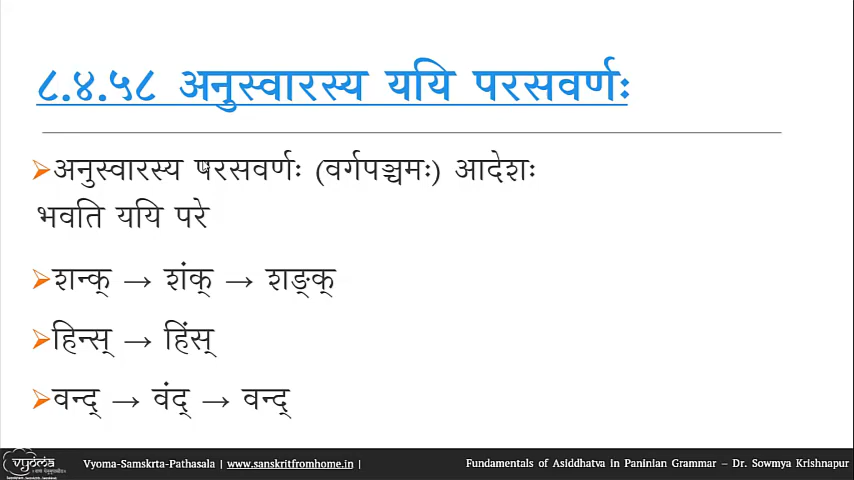 ८.४.५८ अनुस्वारस्य ययि परसवर्णः
➢अनुस्वारस्य परसवर्णः (वर्गपञ्चमः) आदेशः
भवति ययि परे
➢शन्क् → शंक् → शङ्क्
➢हिन्स् → हिंस्
➢वन्द् → वंद् → वन्द्
vyoma
Vyoma-Samskrta-Pathasala | www.sanskritfromhome.in |
Fundamentals of Asiddhatva in Paninian Grammar – Dr. Sowmya Krishnapur